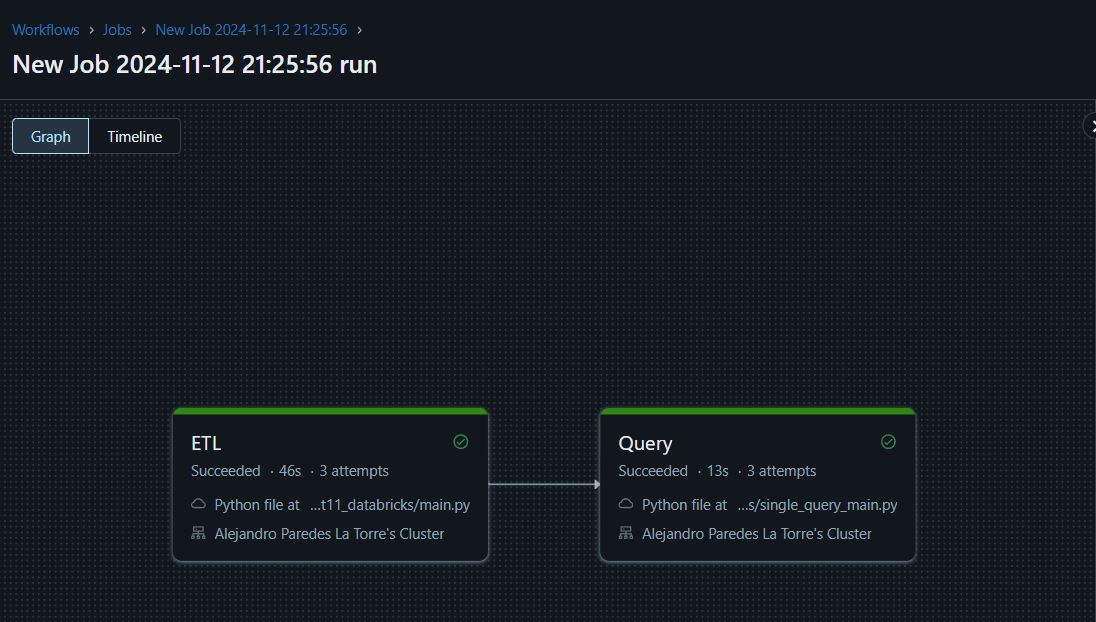 Workflows › Jobs › New Job 2024-11-12 21:25:56 ›
New Job 2024-11-12 21:25:56 run
Graph Timeline
ETL
Succeeded · 46s · 3 attempts
Python file at ...t11_databricks/main.py
Alejandro Paredes La Torre's Cluster
Query
Succeeded · 13s · 3 attempts
Python file at ...s/single_query_main.py
Alejandro Paredes La Torre's Cluster